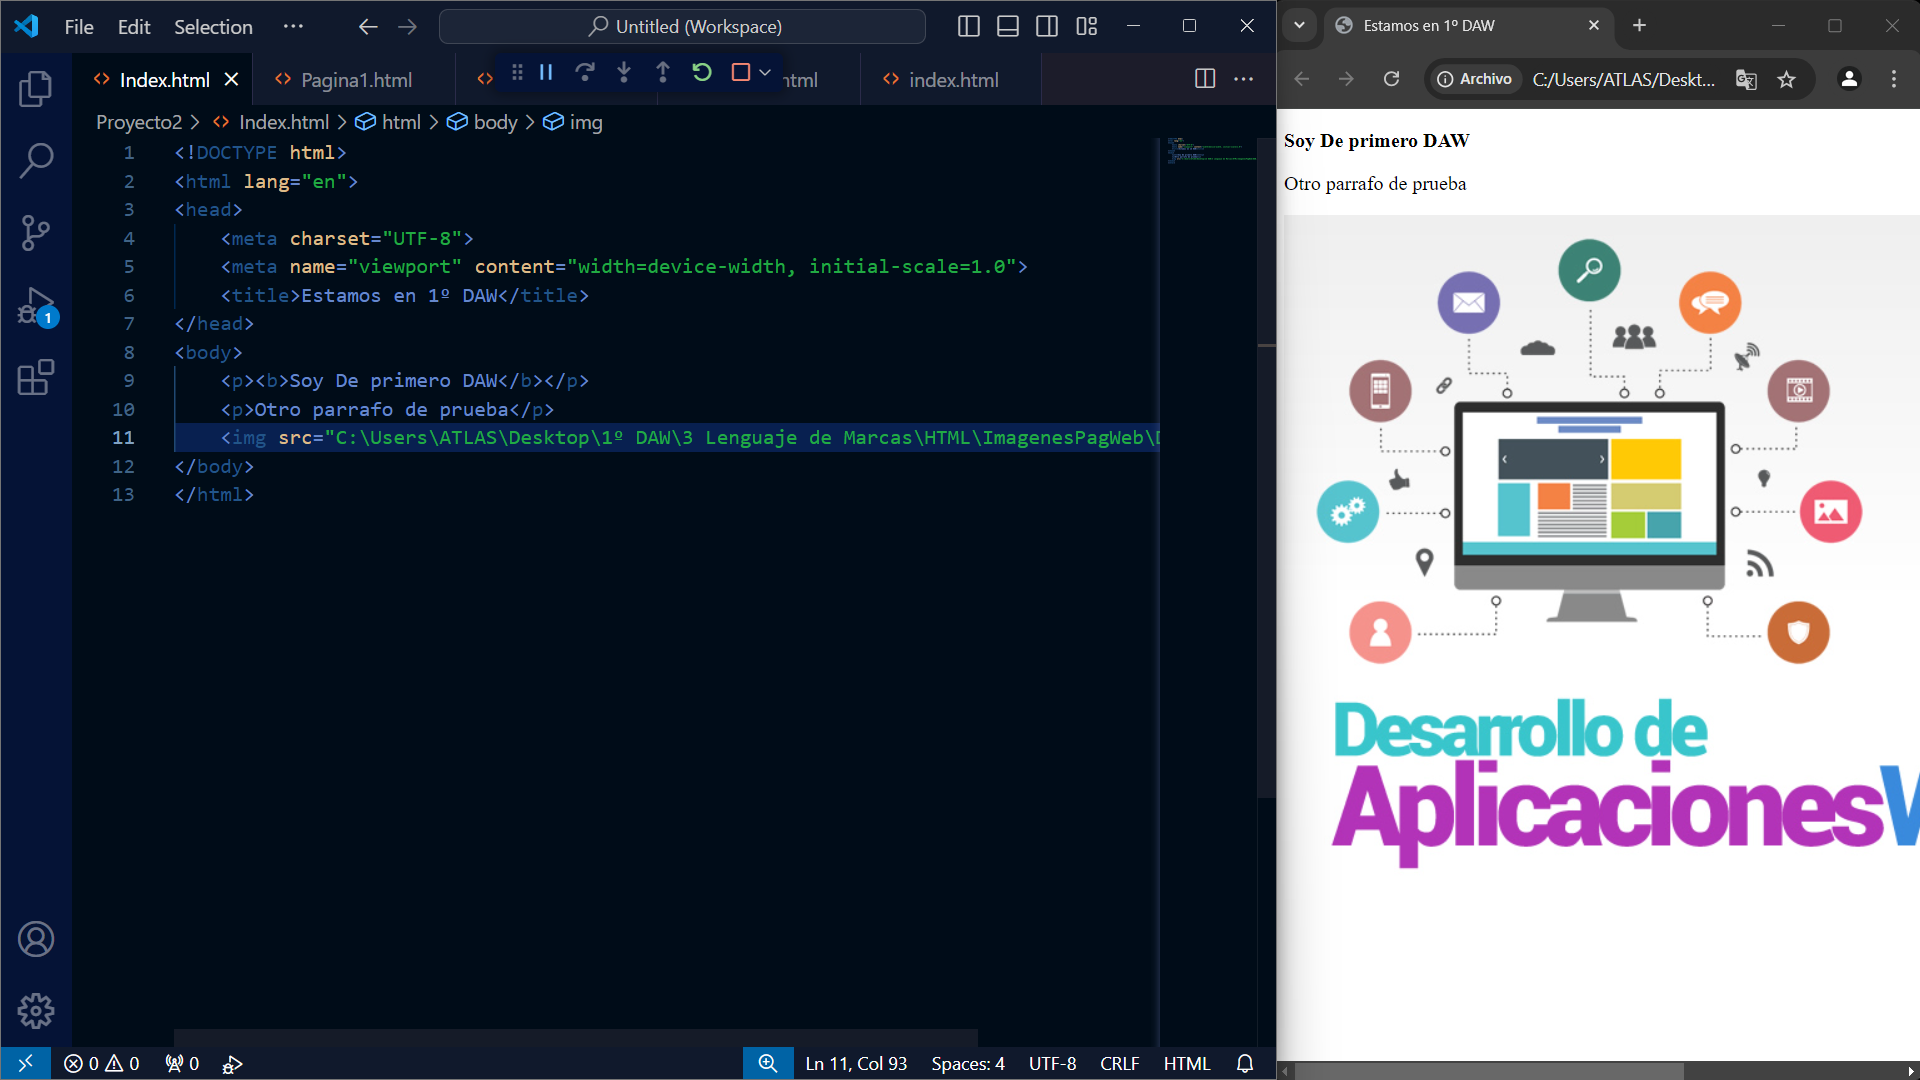 File Edit Selection ··· Untitled (Workspace)
Index.html Pagina1.html html index.html ···
Proyecto2 > Index.html > html > body > img
1 <!DOCTYPE html>
2 <html lang="en">
3 <head>
4 <meta charset="UTF-8">
5 <meta name="viewport" content="width=device-width, initial-scale=1.0">
6 <title>Estamos en 1º DAW</title>
7 </head>
8 <body>
9 <p><b>Soy De primero DAW</b></p>
10 <p>Otro parrafo de prueba</p>
11 <img src="C:\Users\ATLAS\Desktop\1º DAW\3 Lenguaje de Marcas\HTML\ImagenesPagWeb\D
12 </body>
13 </html>
1
0 0 0 Ln 11, Col 93 Spaces: 4 UTF-8 CRLF HTML
Estamos en 1º DAW
Archivo C:/Users/ATLAS/Deskt...
Soy De primero DAW
Otro parrafo de prueba
Desarrollo de
AplicacionesW